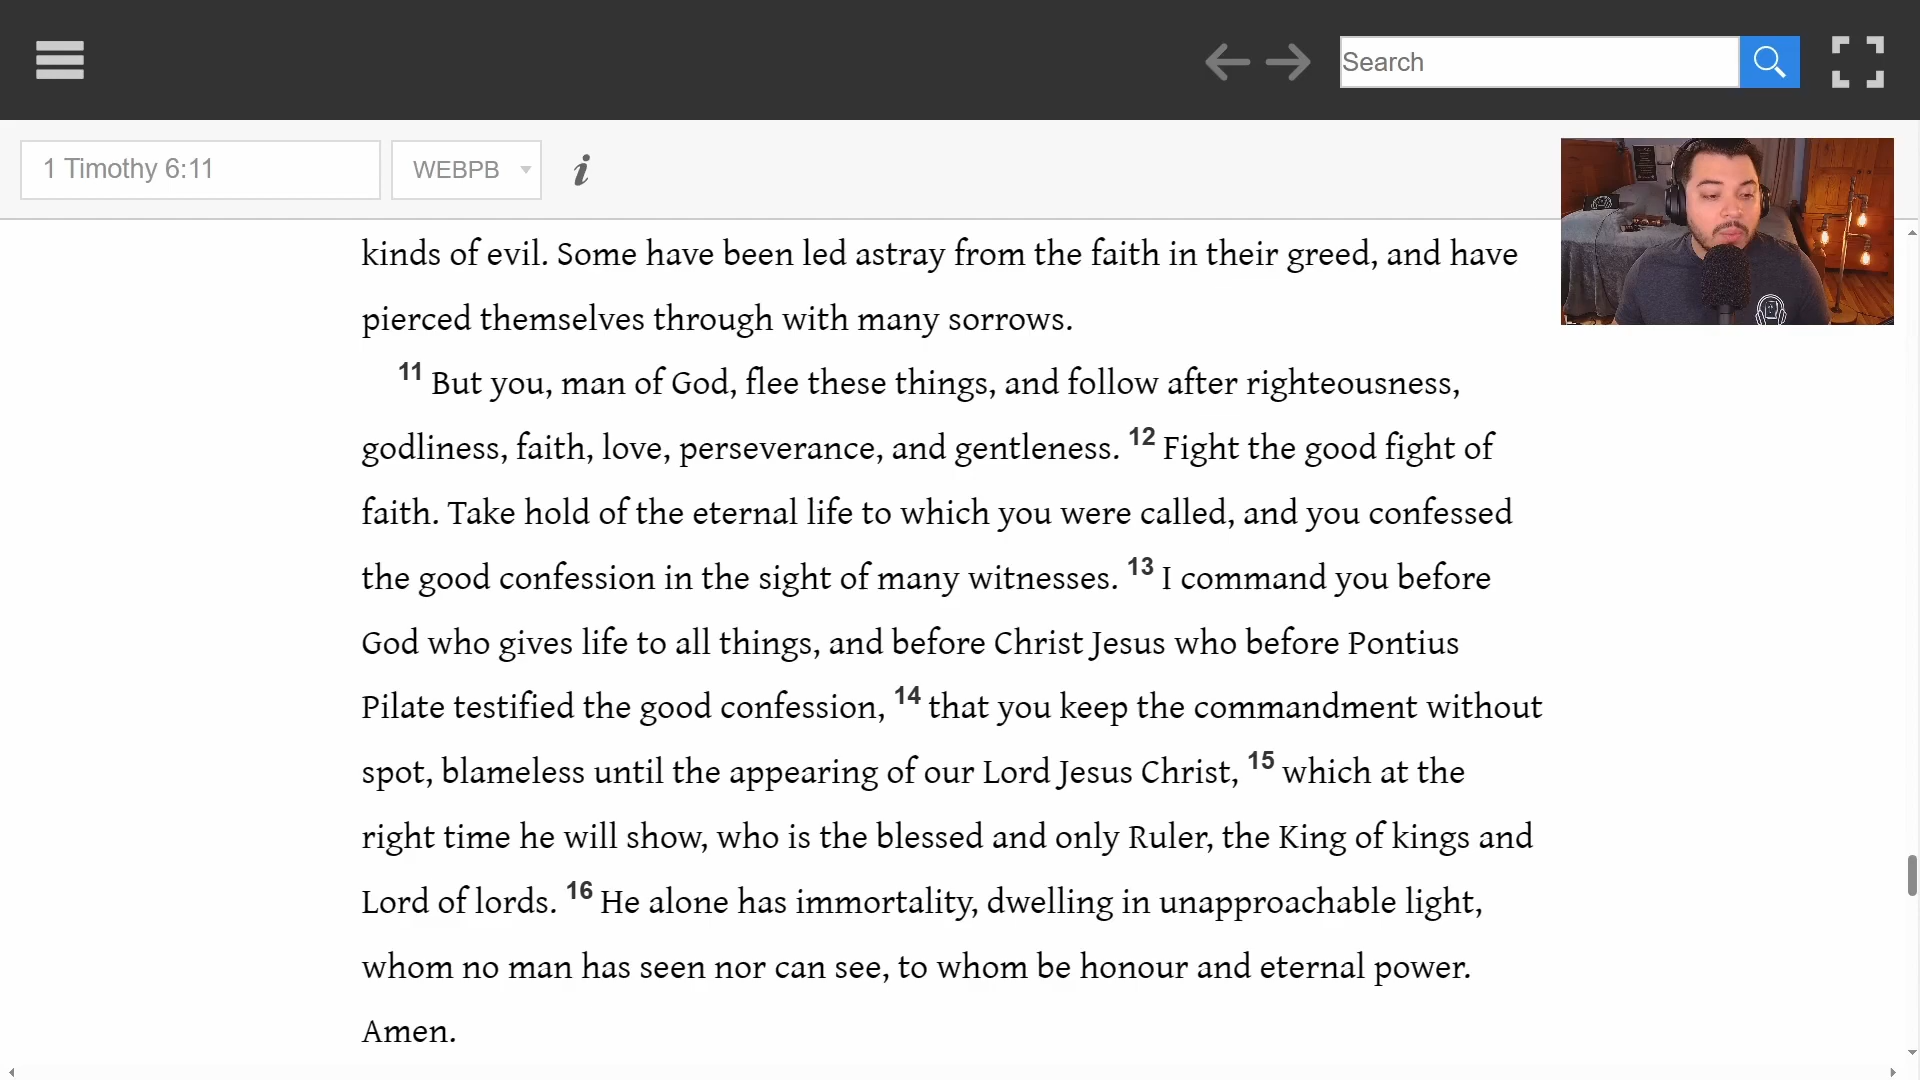 Search
1 Timothy 6:11
WEBPB
i
kinds of evil. Some have been led astray from the faith in their greed, and have
pierced themselves through with many sorrows.
11 But you, man of God, flee these things, and follow after righteousness,
godliness, faith, love, perseverance, and gentleness. 12 Fight the good fight of
faith. Take hold of the eternal life to which you were called, and you confessed
the good confession in the sight of many witnesses. 13 I command you before
God who gives life to all things, and before Christ Jesus who before Pontius
Pilate testified the good confession, 14 that you keep the commandment without
spot, blameless until the appearing of our Lord Jesus Christ, 15 which at the
right time he will show, who is the blessed and only Ruler, the King of kings and
Lord of lords. 16 He alone has immortality, dwelling in unapproachable light,
whom no man has seen nor can see, to whom be honour and eternal power.
Amen.